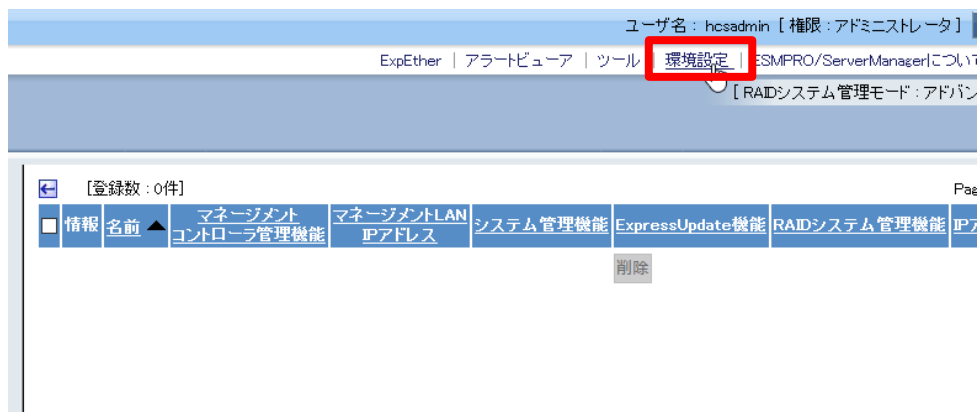 ユーザ名 : hcsadmin [ 権限 : アドミニストレータ ]
ExpEther | アラートビューア | ツール | 環境設定 | ESMPRO/ServerManagerについて
[ RAIDシステム管理モード : アドバン
[登録数 : 0件]
情報 名前 ▲ マネージメント コントローラ管理機能 マネージメントLAN IPアドレス システム管理機能 ExpressUpdate機能 RAIDシステム管理機能
削除